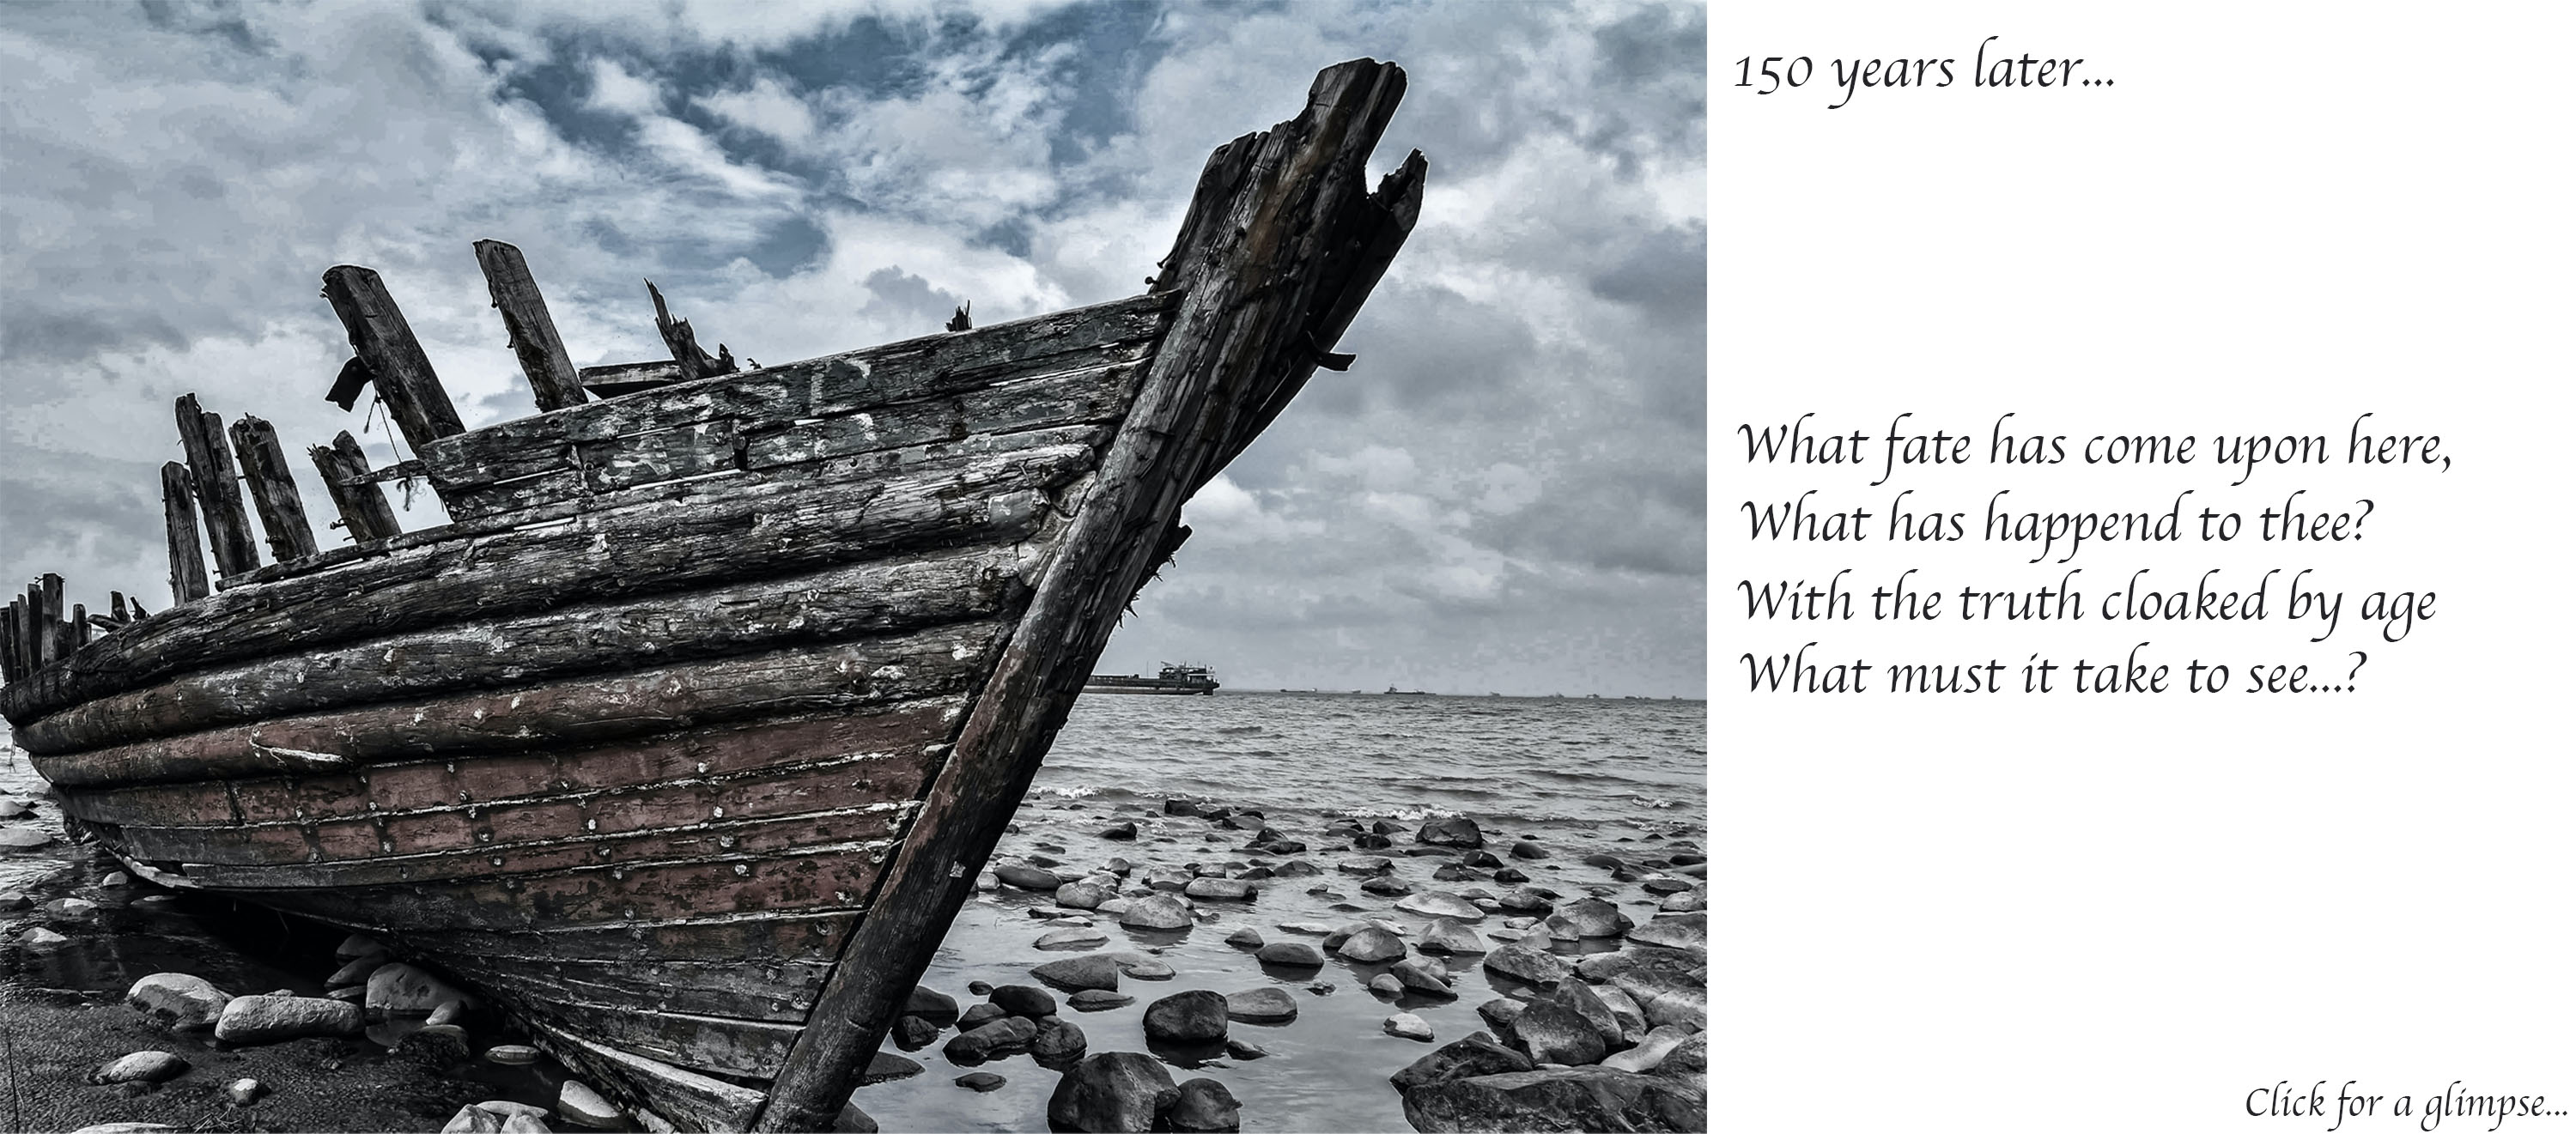 150 years later...
What fate has come upon here,
What has happend to thee?
With the truth cloaked by age
What must it take to see...?
Click for a glimpse...